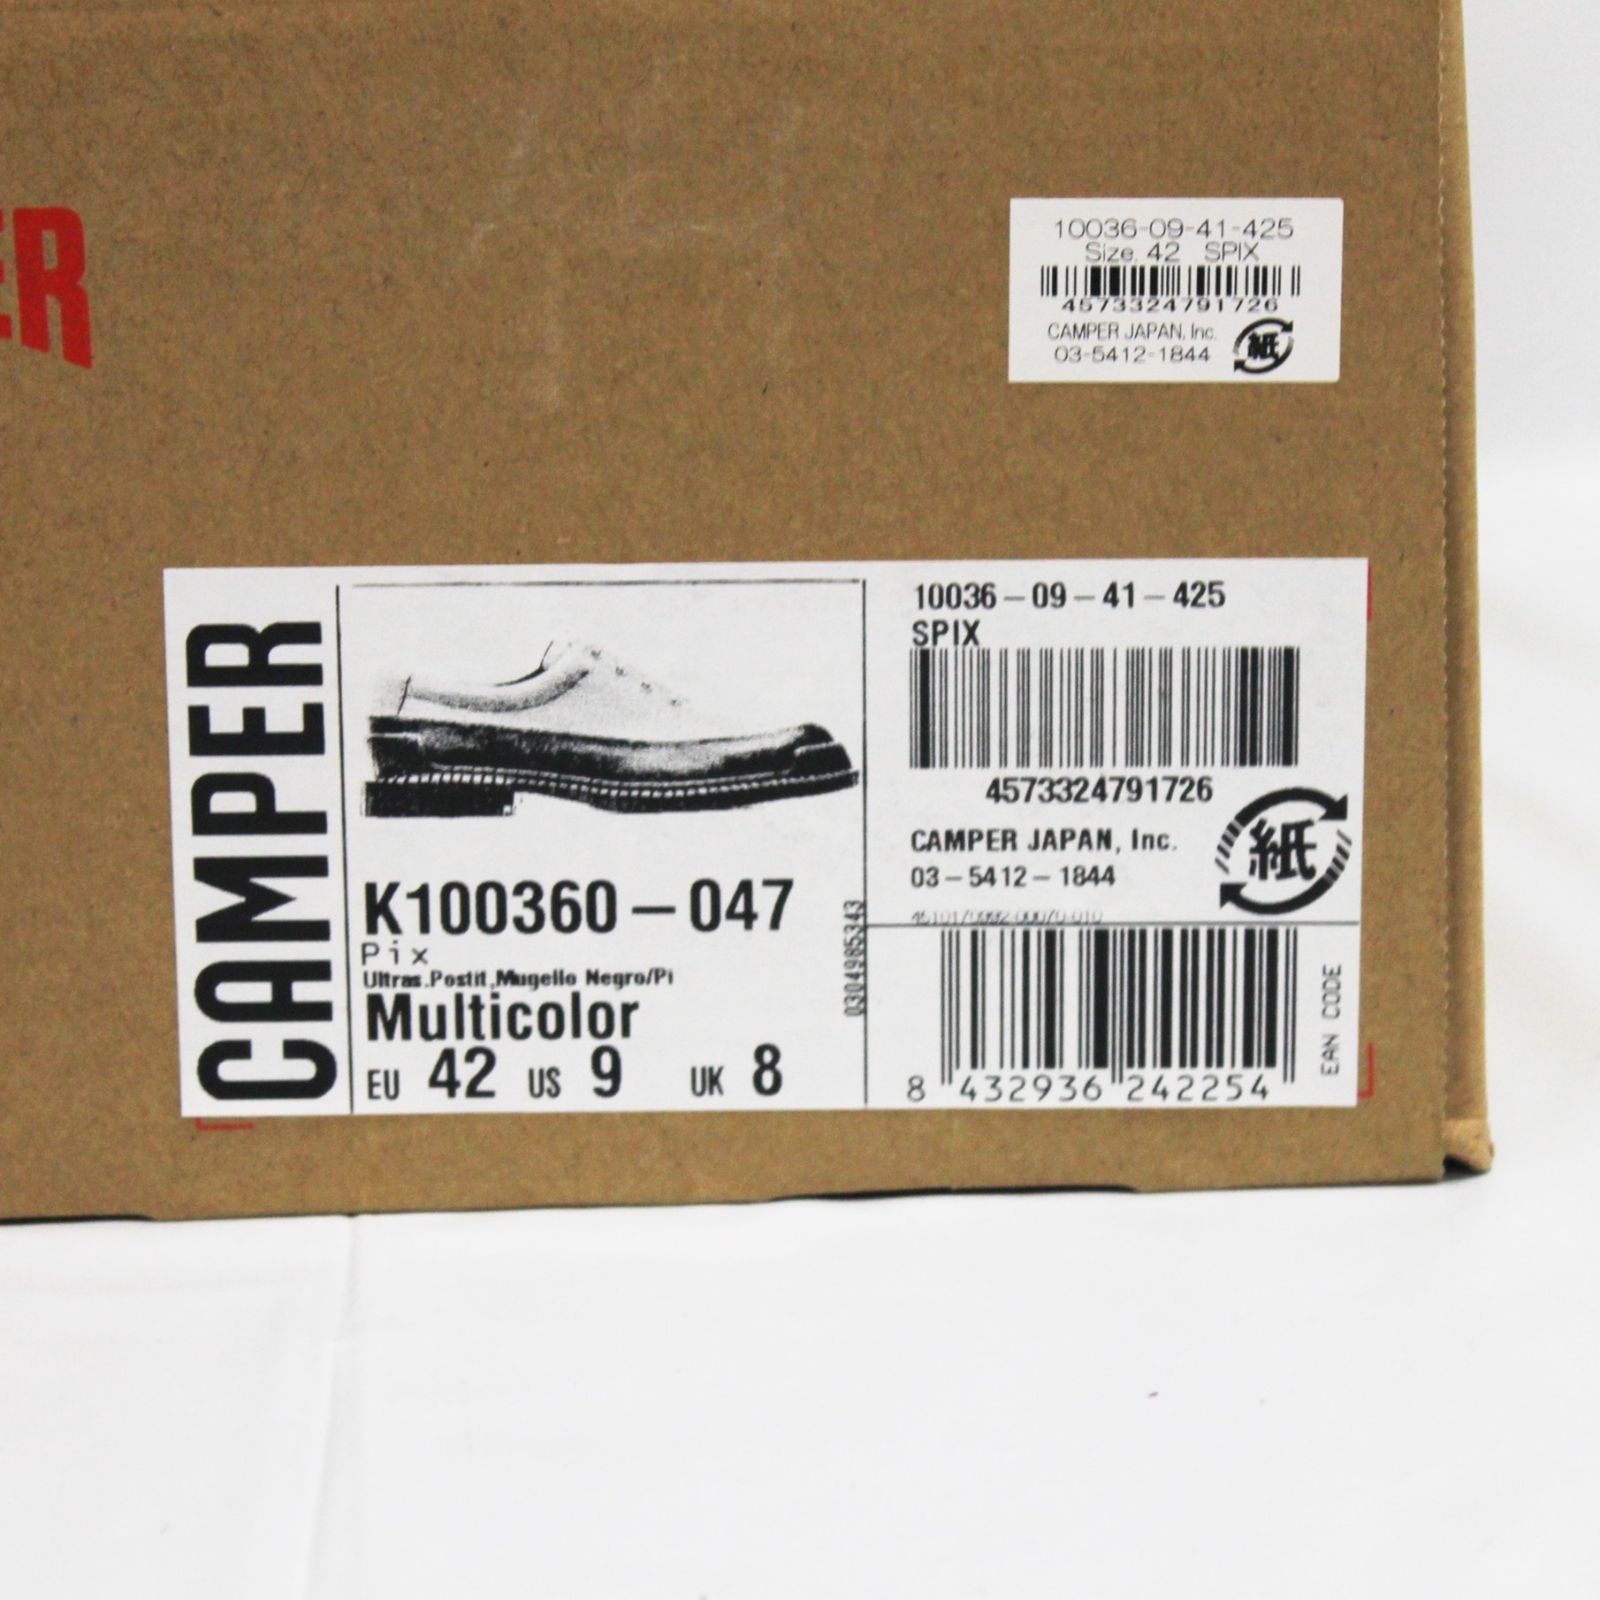 ER
10036-09-41-425
Size. 42 SPIX
4573324791726
CAMPER JAPAN, Inc.
03-5412-1844
紙
CAMPER
K100360-047
Pix
Ultras.Postit,Mugello Negro/Pi
Multicolor
EU 42 US 9 UK 8
0304985343
10036-09-41-425
SPIX
4573324791726
CAMPER JAPAN, Inc.
03-5412-1844
紙
8 432936 242254
EAN CODE